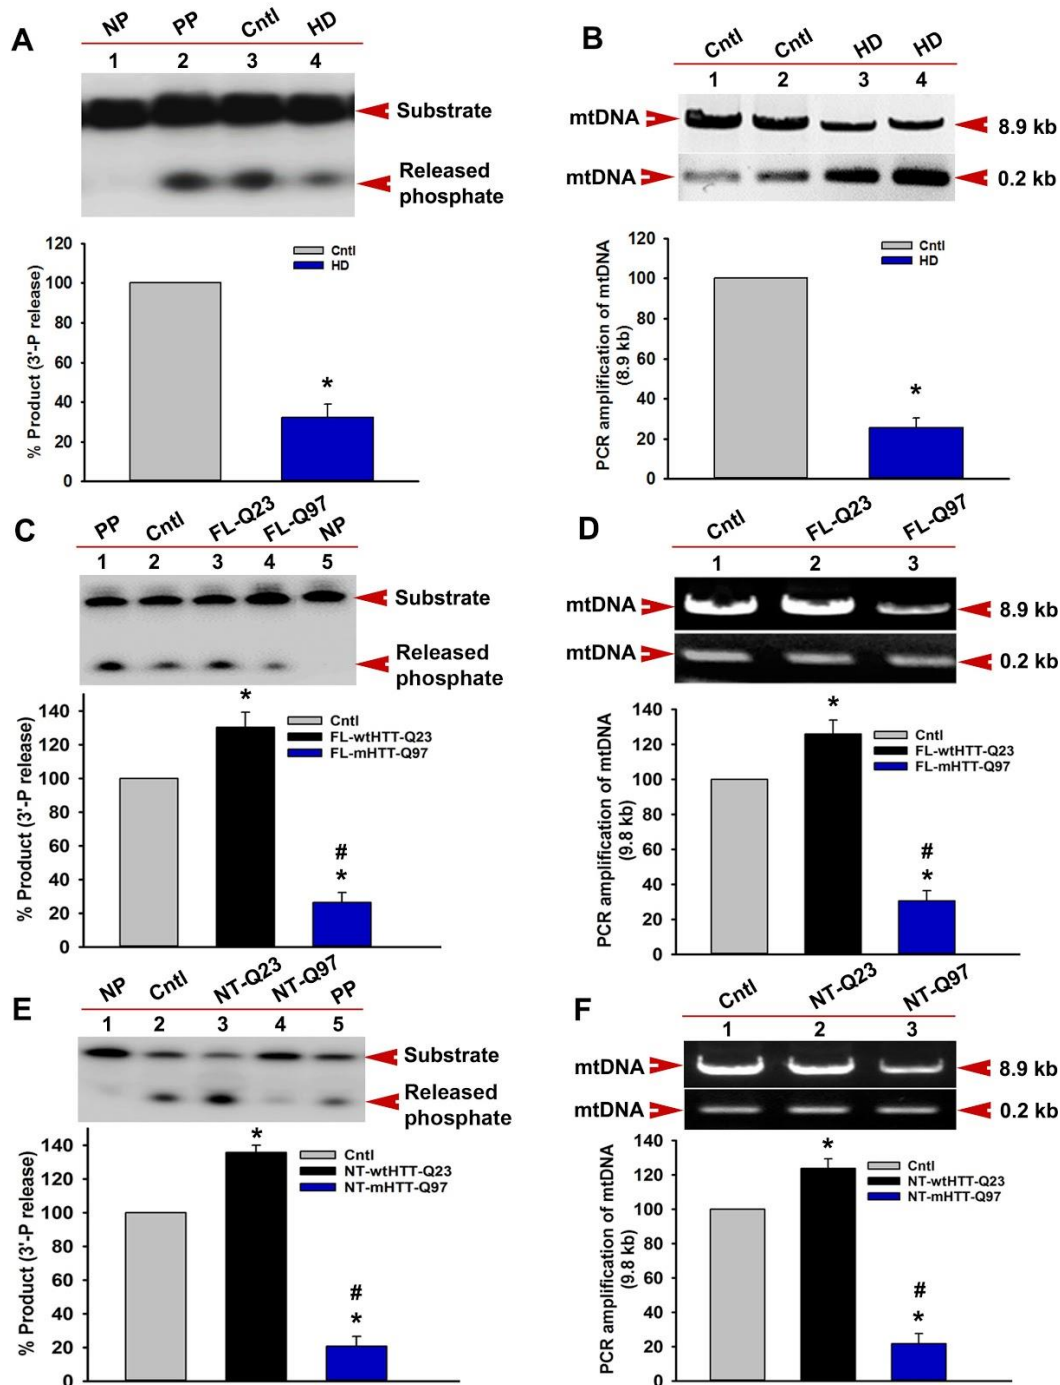 A
NP PP Cntl HD
1 2 3 4
Substrate
Released
phosphate
120
100
80
60
40
20
0
% Product (3'-P release)
Cntl
HD
*
B
Cntl Cntl HD HD
1 2 3 4
mtDNA 8.9 kb
mtDNA 0.2 kb
120
100
80
60
40
20
0
PCR amplification of mtDNA
(8.9 kb)
Cntl
HD
*
C
PP Cntl FL-Q23 FL-Q97 NP
1 2 3 4 5
Substrate
Released
phosphate
140
120
100
80
60
40
20
0
% Product (3'-P release)
Cntl
FL-wtHTT-Q23
FL-mHTT-Q97
*
#
*
D
Cntl FL-Q23 FL-Q97
1 2 3
mtDNA 8.9 kb
mtDNA 0.2 kb
140
120
100
80
60
40
20
0
PCR amplification of mtDNA
(9.8 kb)
Cntl
FL-wtHTT-Q23
FL-mHTT-Q97
*
#
*
E
NP Cntl NT-Q23 NT-Q97 PP
1 2 3 4 5
Substrate
Released
phosphate
140
120
100
80
60
40
20
0
% Product (3'-P release)
Cntl
NT-wtHTT-Q23
NT-mHTT-Q97
*
#
*
F
Cntl NT-Q23 NT-Q97
1 2 3
mtDNA 8.9 kb
mtDNA 0.2 kb
140
120
100
80
60
40
20
0
PCR amplification of mtDNA
(9.8 kb)
Cntl
NT-wtHTT-Q23
NT-mHTT-Q97
*
#
*